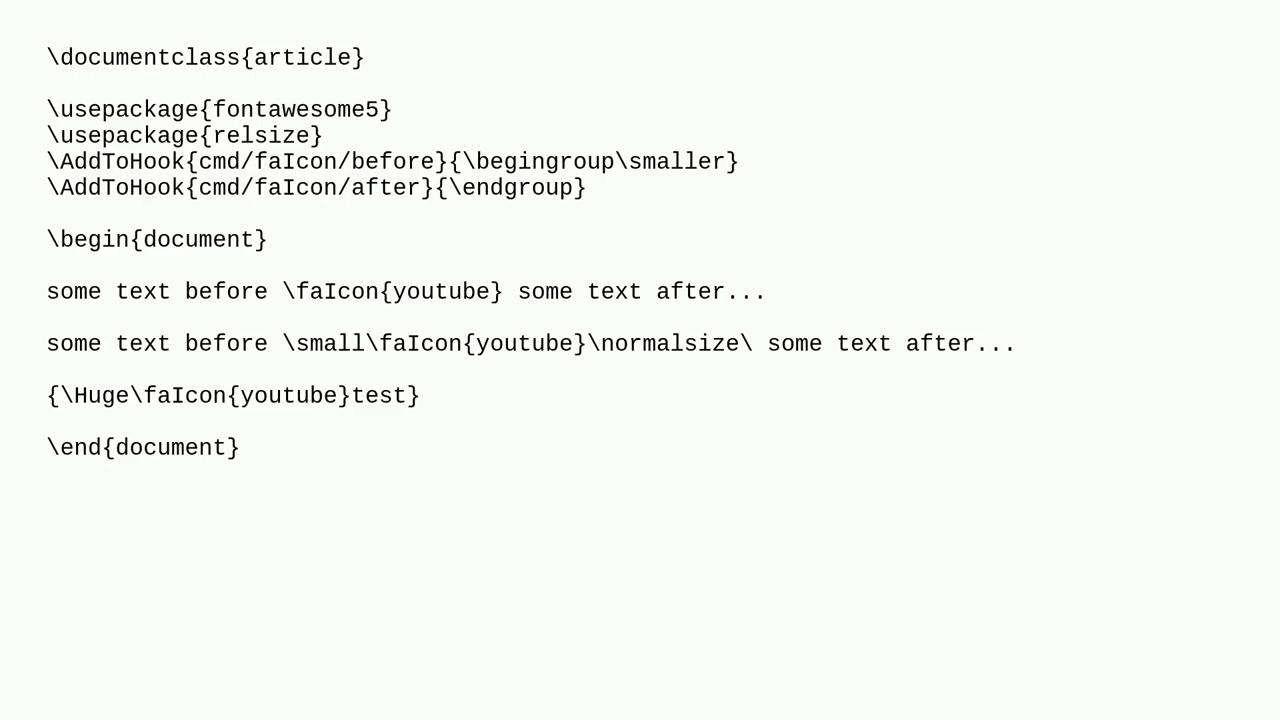 \documentclass{article}
\usepackage{fontawesome5}
\usepackage{relsize}
\AddToHook{cmd/faIcon/before}{\begingroup\smaller}
\AddToHook{cmd/faIcon/after}{\endgroup}
\begin{document}
some text before \faIcon{youtube} some text after...
some text before \small\faIcon{youtube}\normalsize\ some text after...
{\Huge\faIcon{youtube}test}
\end{document}